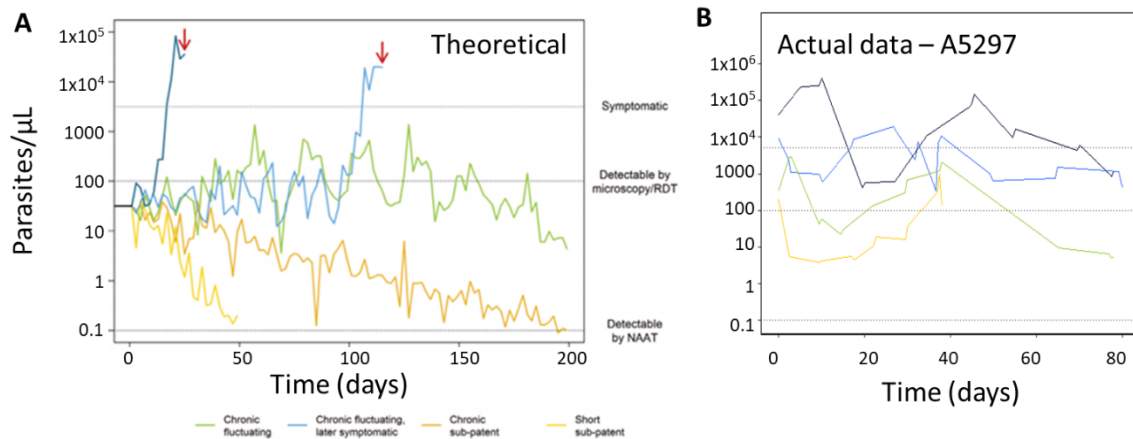 A
Theoretical
1x10⁵
1x10⁴
1000
100
10
1
0.1
Parasites/µL
0
50
100
150
200
Time (days)
Symptomatic
Detectable by
microscopy/RDT
Detectable
by NAAT
Chronic
fluctuating
Chronic fluctuating,
later symptomatic
Chronic
sub-patent
Short
sub-patent
B
Actual data – A5297
1x10⁶
1x10⁵
1x10⁴
1000
100
10
1
0.1
0
20
40
60
80
Time (days)